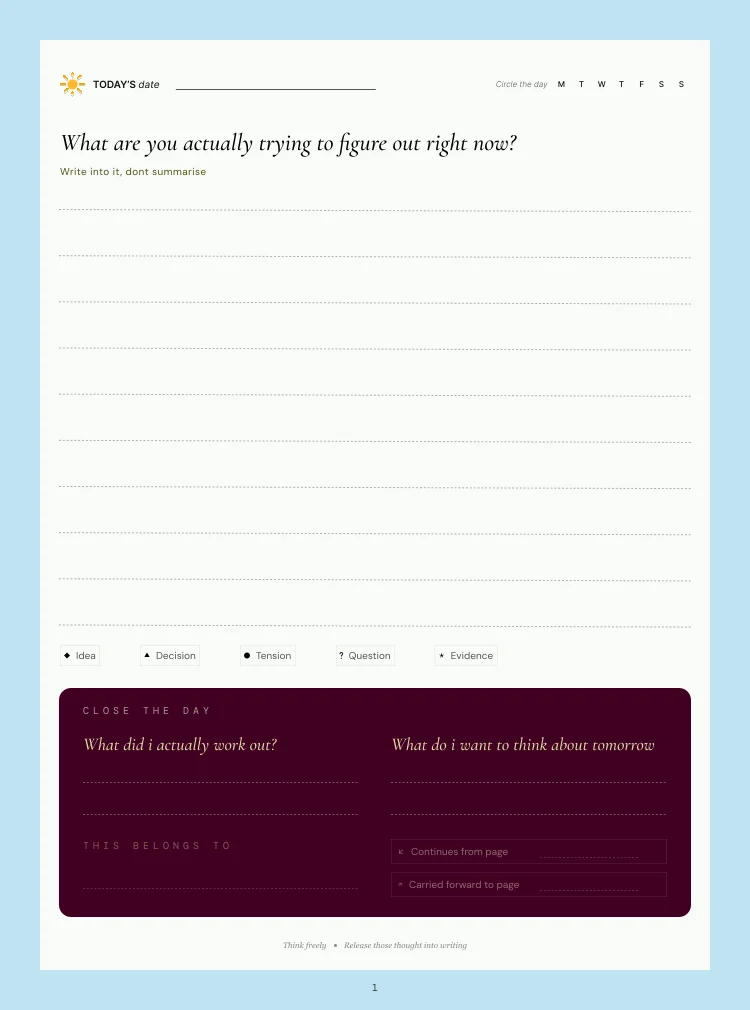 TODAY'S date
Circle the day M T W T F S S
What are you actually trying to figure out right now?
Write into it, dont summarise
Idea
Decision
Tension
? Question
Evidence
CLOSE THE DAY
What did i actually work out?
What do i want to think about tomorrow
THIS BELONGS TO
Continues from page
Carried forward to page
Think freely • Release those thought into writing
1